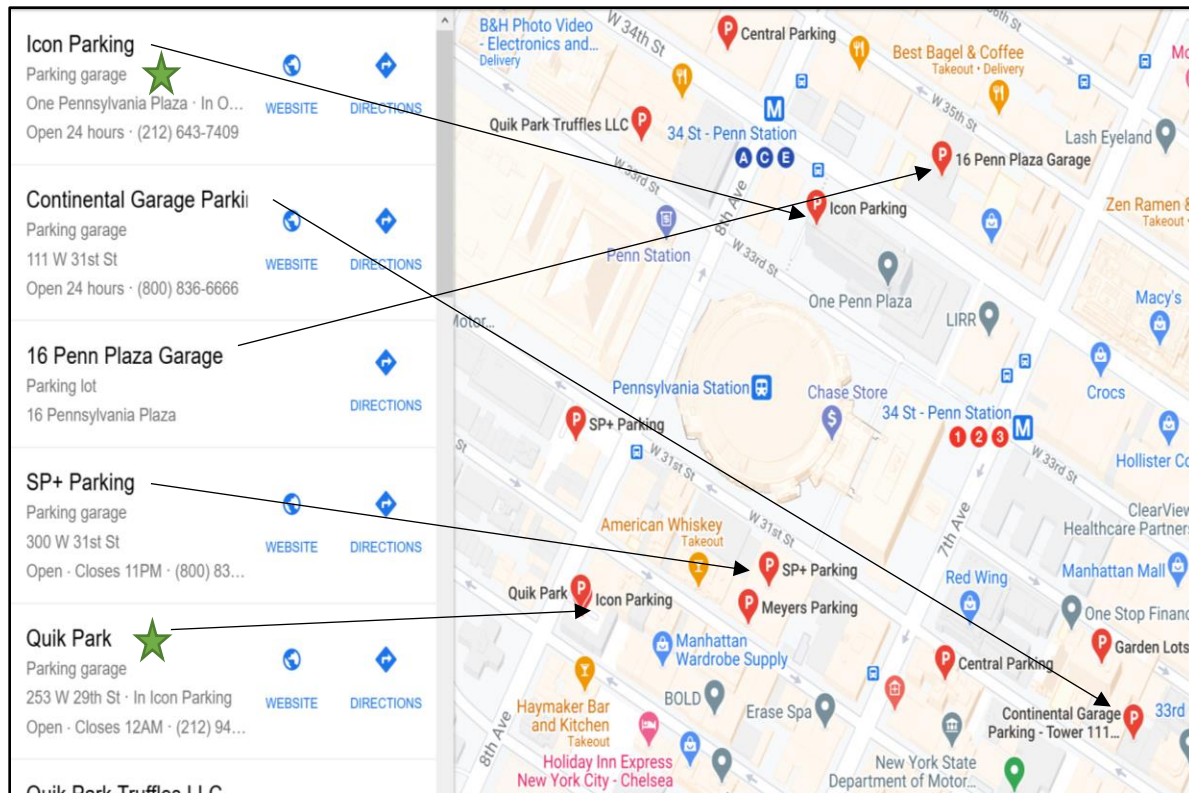 Icon Parking
Parking garage
One Pennsylvania Plaza · In O...
Open 24 hours · (212) 643-7409
WEBSITE
DIRECTIONS
Continental Garage Parki
Parking garage
111 W 31st St
Open 24 hours · (800) 836-6666
WEBSITE
DIRECTIONS
16 Penn Plaza Garage
Parking lot
16 Pennsylvania Plaza
DIRECTIONS
SP+ Parking
Parking garage
300 W 31st St
Open · Closes 11PM · (800) 83...
WEBSITE
DIRECTIONS
Quik Park
Parking garage
253 W 29th St · In Icon Parking
Open · Closes 12AM · (212) 94...
WEBSITE
DIRECTIONS
Quik Park Truffles LLC
B&H Photo Video
- Electronics and...
Delivery
W 34th St
P
Central Parking
Best Bagel & Coffee
Takeout · Delivery
W 35th St
Quik Park Truffles LLC
P
M
34 St - Penn Station
A C E
Lash Eyeland
P
16 Penn Plaza Garage
W 33rd St
8th Ave
P
Icon Parking
Zen Ramen &
Takeout ·
Penn Station
W 33rd St
One Penn Plaza
LIRR
Macy's
Motor...
Pennsylvania Station
Chase Store
$
Crocs
34 St - Penn Station
1 2 3
M
P
SP+ Parking
St
W 31st St
W 33rd St
Hollister Co
W 31st St
7th Ave
ClearView
Healthcare Partners
American Whiskey
Takeout
P
SP+ Parking
Red Wing
Manhattan Mall
Quik Park
P
Icon Parking
P
Meyers Parking
One Stop Financ
Manhattan
Wardrobe Supply
P
Central Parking
P
Garden Lots
Haymaker Bar
and Kitchen
Takeout
BOLD
Erase Spa
Continental Garage
Parking - Tower 111...
P
33rd
8th Ave
Holiday Inn Express
New York City - Chelsea
New York State
Department of Motor...